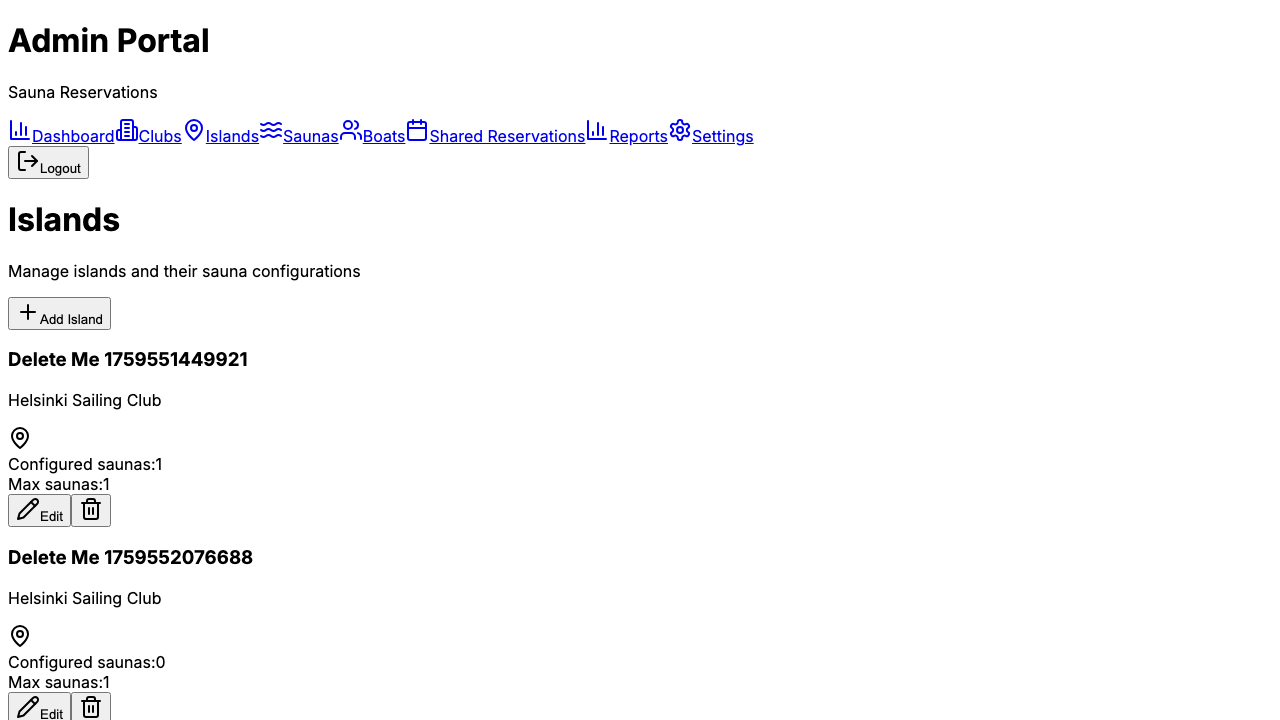 Admin Portal
Sauna Reservations
Dashboard Clubs Islands Saunas Boats Shared Reservations Reports Settings
Logout
Islands
Manage islands and their sauna configurations
Add Island
Delete Me 1759551449921
Helsinki Sailing Club
Configured saunas:1
Max saunas:1
Edit
Delete Me 1759552076688
Helsinki Sailing Club
Configured saunas:0
Max saunas:1
Edit